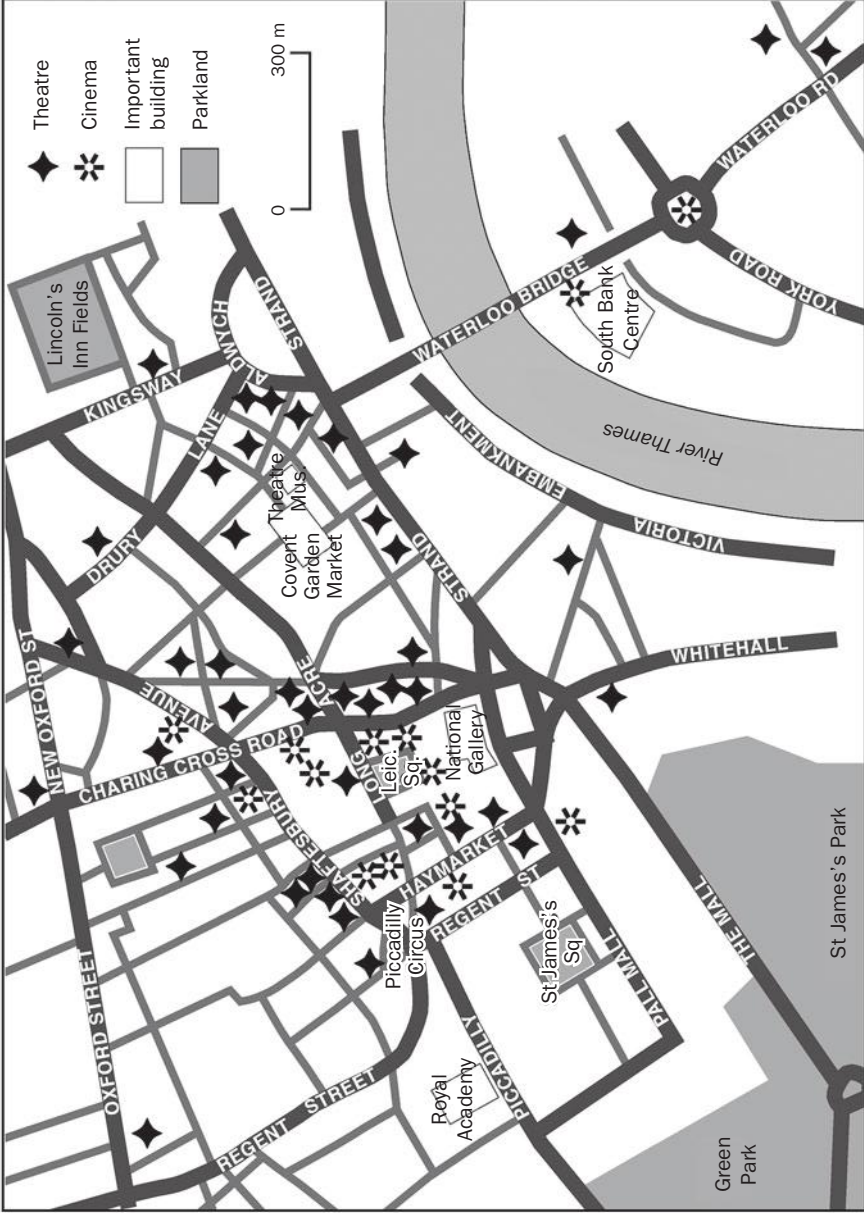 Theatre
Cinema
Important
building
Parkland
0
300 m
Lincoln's
Inn Fields
KINGSWAY
ALDWYCH
STRAND
DRURY
LANE
Theatre
Mus.
Covent
Garden
Market
NEW OXFORD ST
AVENUE
ACRE
CHARING CROSS ROAD
LONG
Leic.
Sq.
National
Gallery
STRAND
EMBANKMENT
VICTORIA
WATERLOO BRIDGE
River Thames
South Bank
Centre
YORK ROAD
WATERLOO RD
WHITEHALL
SHAFTESBURY
HAYMARKET
Piccadilly
Circus
REGENT ST
St James's
Sq
PALL MALL
THE MALL
St James's Park
OXFORD STREET
REGENT STREET
PICCADILLY
Royal
Academy
Green
Park